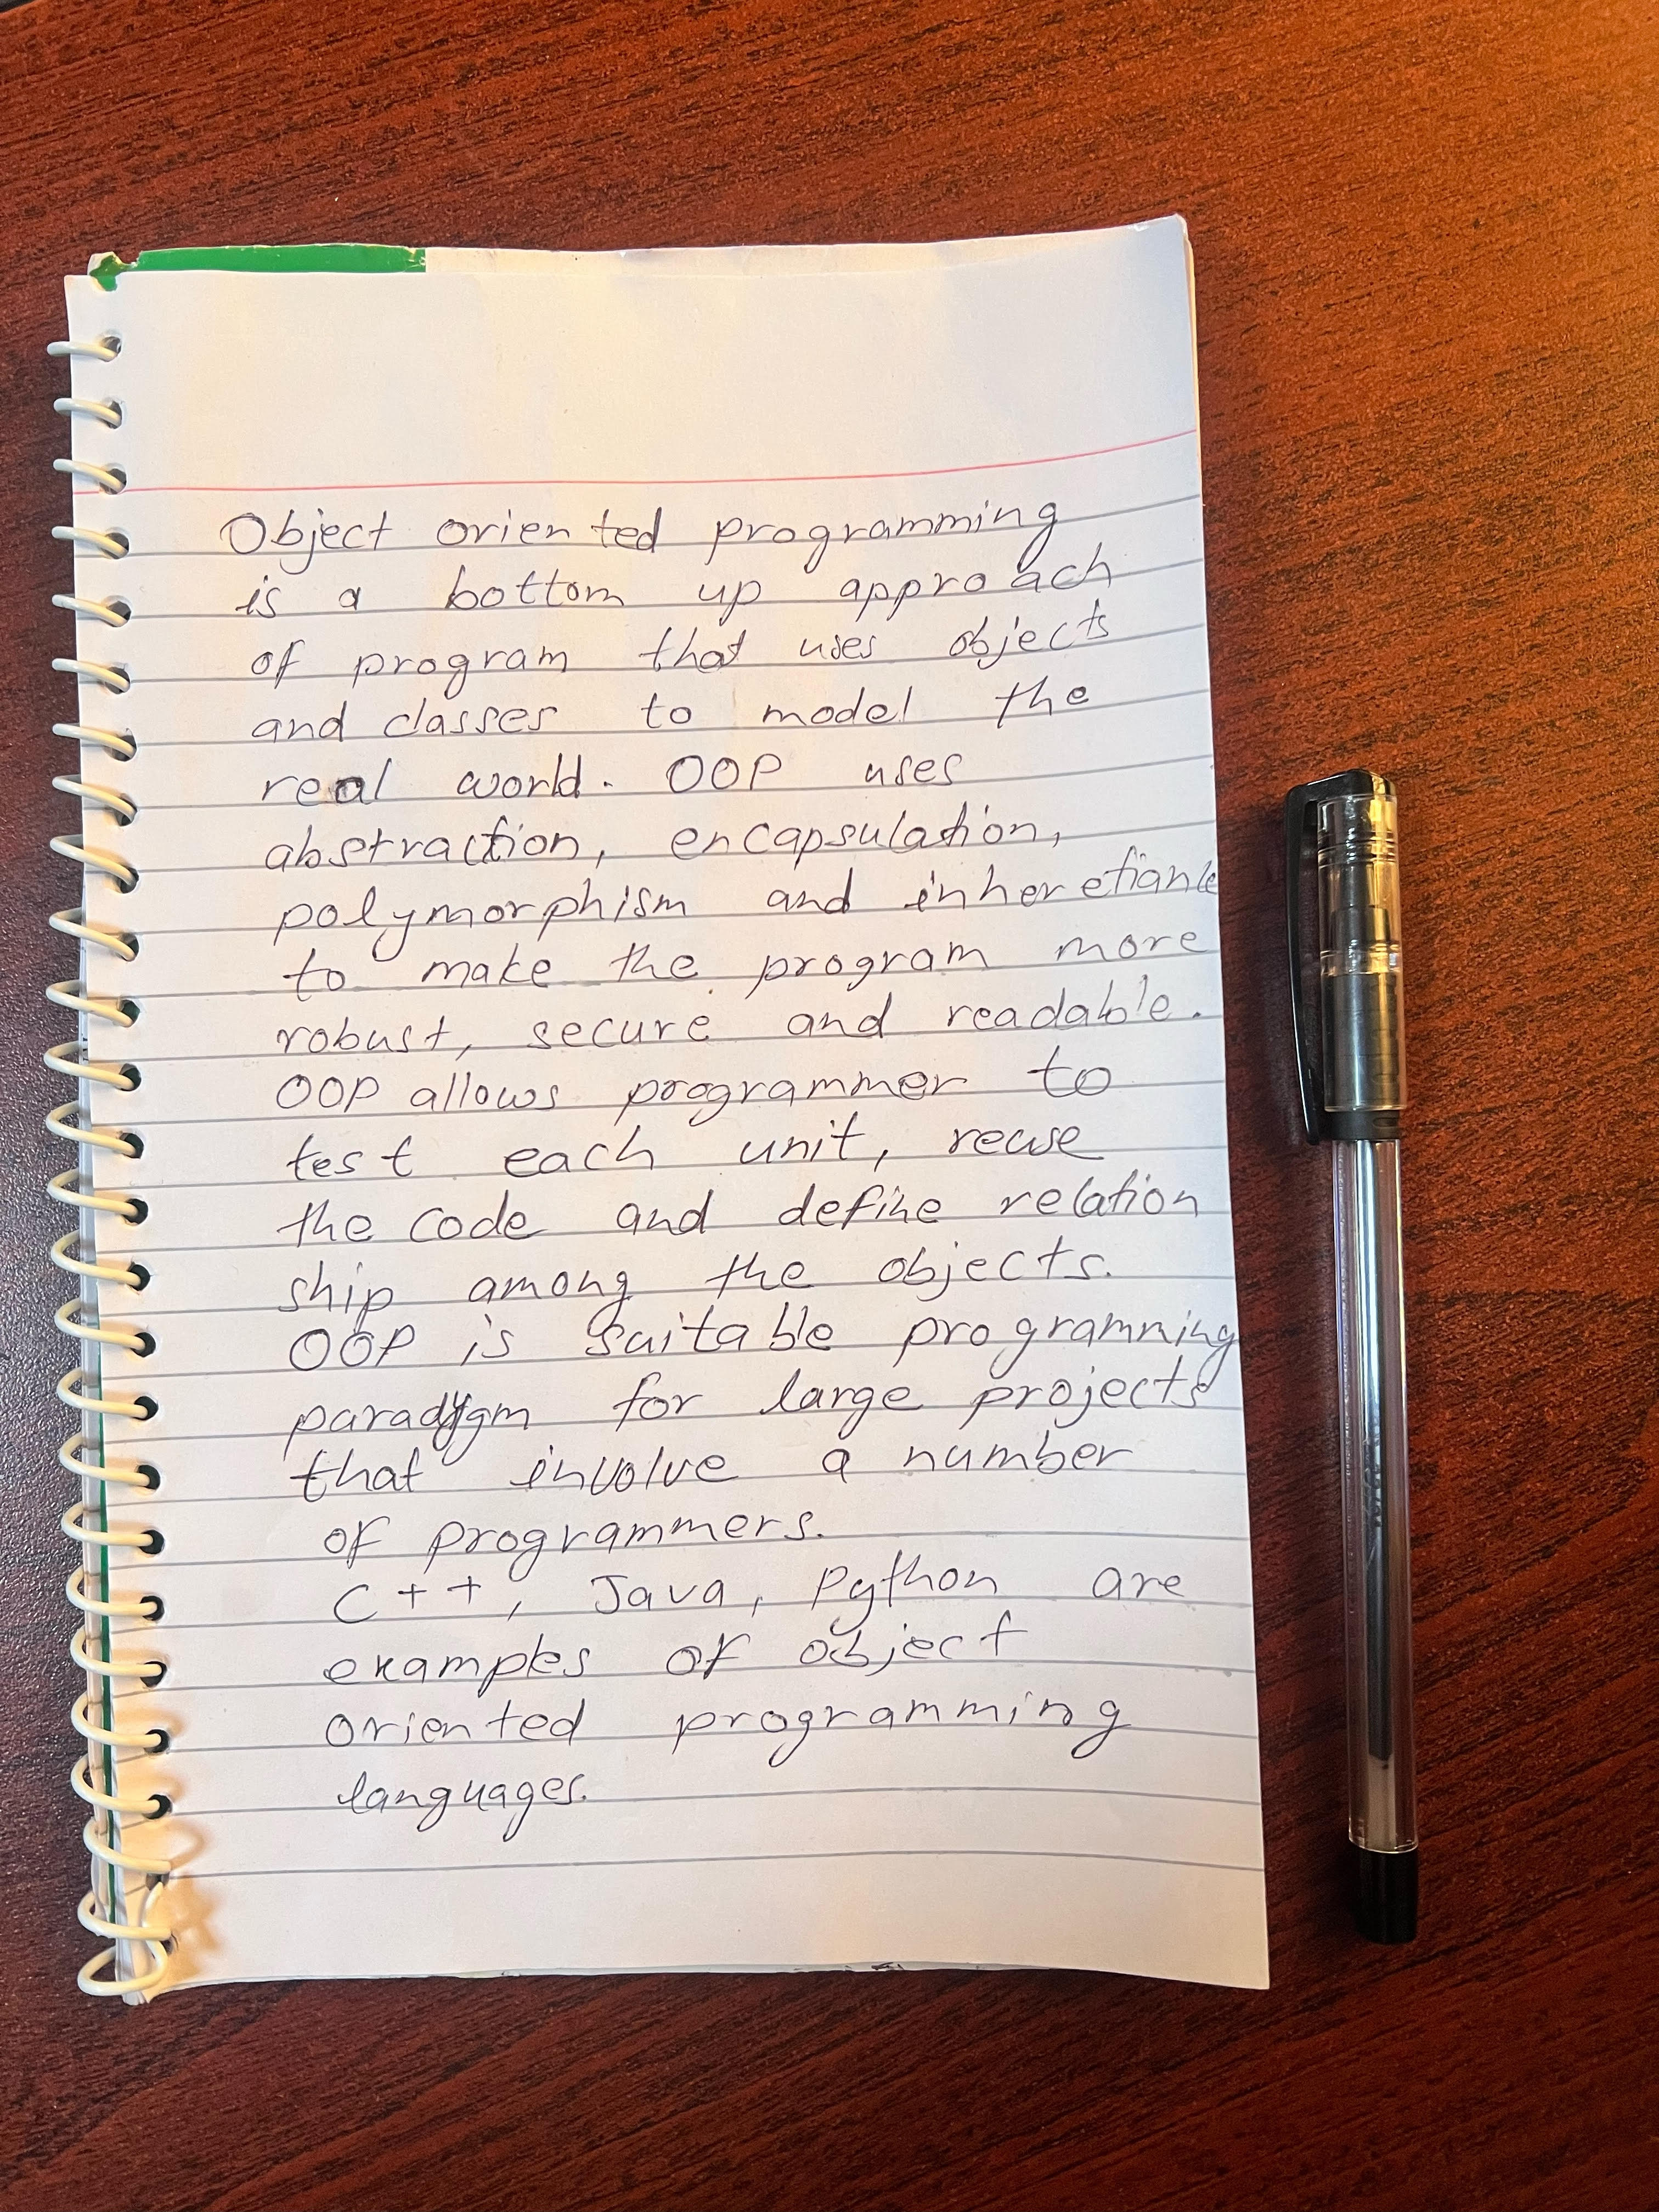 Object oriented programming
is a bottom up approach
of program that uses objects
and classes to model the
real world. OOP uses
abstraction, encapsulation,
polymorphism and inheretiance
to make the program more
robust, secure and readable.
OOP allows programmer to
test each unit, reuse
the code and define relation
ship among the objects.
OOP is suitable programming
paradygm for large projects
that involve a number
of programmers.
C++, Java, Python are
examples of object
oriented programming
languages.